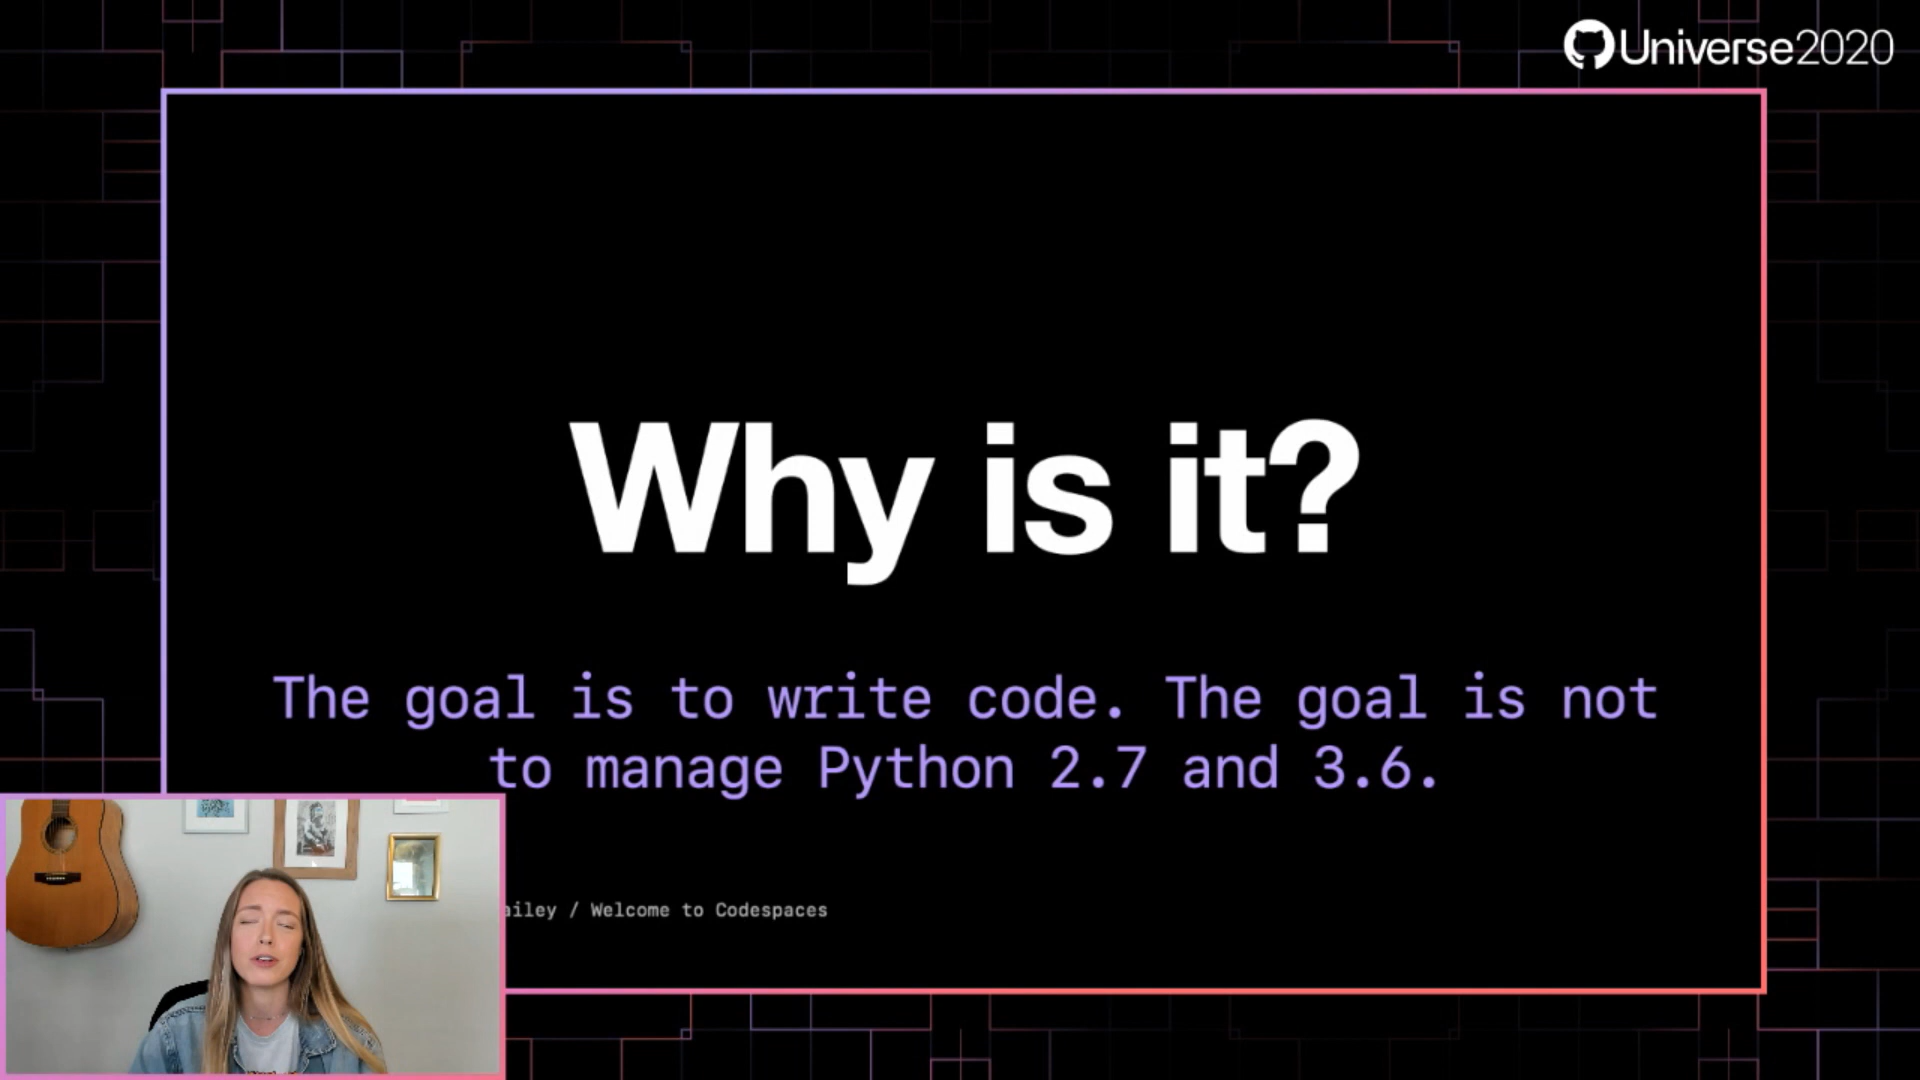 Universe2020
Why is it?
The goal is to write code. The goal is not
to manage Python 2.7 and 3.6.
ailey / Welcome to Codespaces